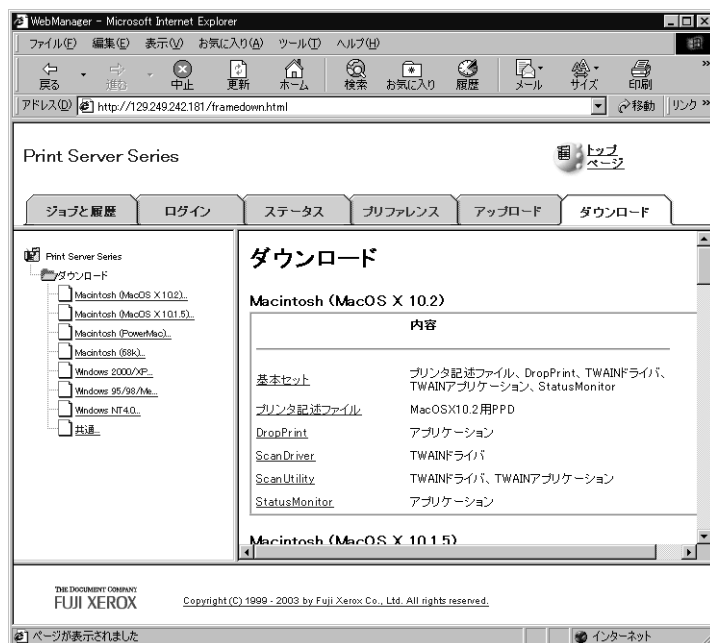 WebManager - Microsoft Internet Explorer
ファイル(F) 編集(E) 表示(V) お気に入り(A) ツール(T) ヘルプ(H)
戻る 進む 中止 更新 ホーム 検索 お気に入り 履歴 メール サイズ 印刷 »
アドレス(D) http://129.249.242.181/framedown.html 移動 リンク »
Print Server Series
トップ
ページ
ジョブと履歴 ログイン ステータス プリファレンス アップロード ダウンロード
Print Server Series
ダウンロード
Macintosh (MacOS X 10.2)...
Macintosh (MacOS X 10.1.5)...
Macintosh (PowerMac)...
Macintosh (68k)...
Windows 2000/XP...
Windows 95/98/Me...
Windows NT4.0...
共通...
ダウンロード
Macintosh (MacOS X 10.2)
内容
基本セット プリンタ記述ファイル、DropPrint、TWAINドライバ、
TWAINアプリケーション、StatusMonitor
プリンタ記述ファイル MacOSX10.2用PPD
DropPrint アプリケーション
ScanDriver TWAINドライバ
ScanUtility TWAINドライバ、TWAINアプリケーション
StatusMonitor アプリケーション
Macintosh (MacOS X 10.1.5)
THE DOCUMENT COMPANY
FUJI XEROX
Copyright (C) 1999 - 2003 by Fuji Xerox Co., Ltd. All rights reserved.
ページが表示されました インターネット